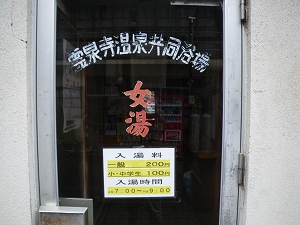 霊泉寺温泉共同浴場
女湯
入湯料
一般 200円
小・中学生 100円
入湯時間
7:00〜9:00